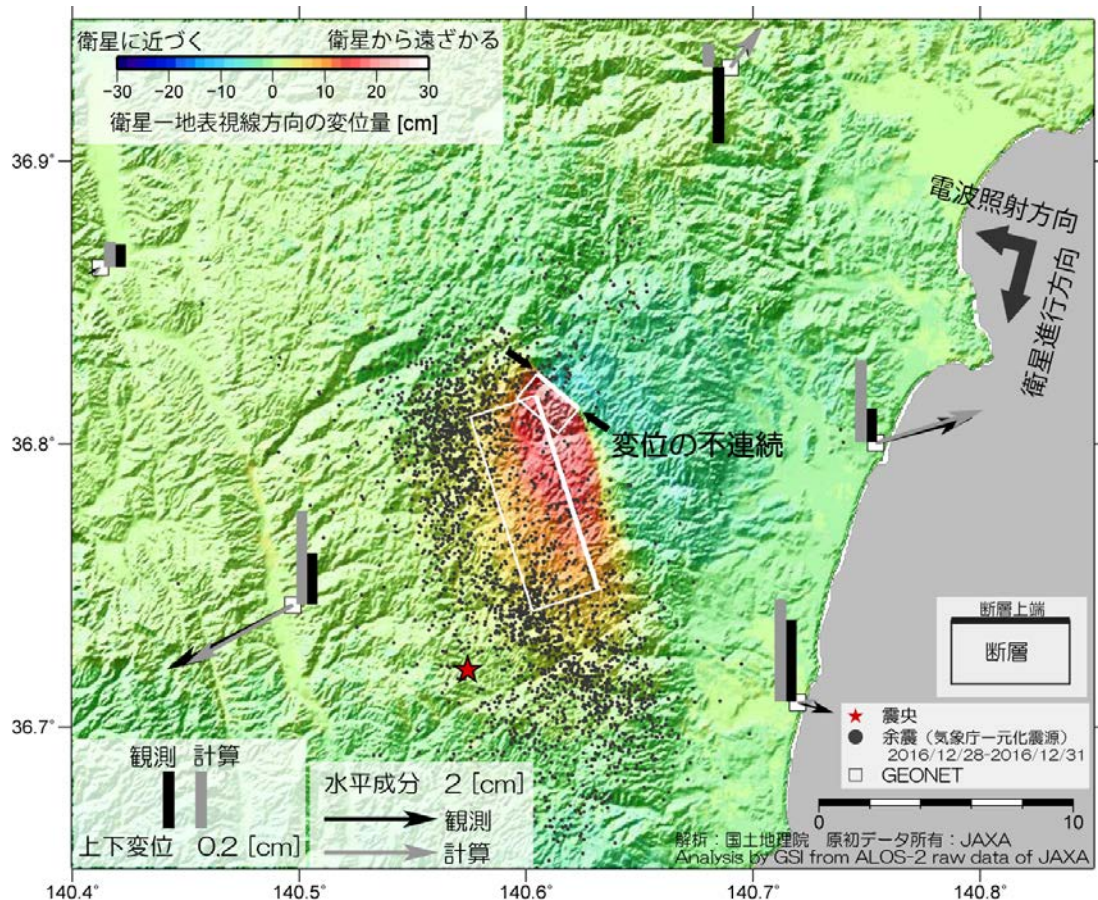 衛星に近づく 衛星から遠ざかる
−30 −20 −10 0 10 20 30
衛星ー地表視線方向の変位量 [cm]
36.9°
36.8°
36.7°
電波照射方向
衛星進行方向
変位の不連続
断層上端
断層
★ 震央
● 余震（気象庁一元化震源）
2016/12/28-2016/12/31
□ GEONET
0 10
解析：国土地理院 原初データ所有：JAXA
Analysis by GSI from ALOS-2 raw data of JAXA
観測 計算
上下変位 0.2 [cm]
水平成分 2 [cm]
観測
計算
140.4° 140.5° 140.6° 140.7° 140.8°